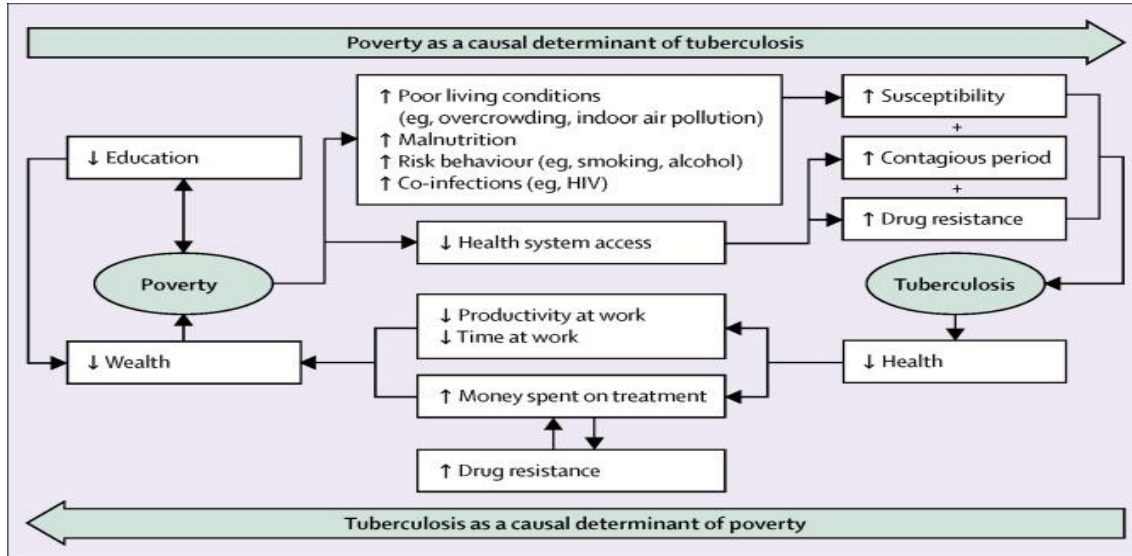 Poverty as a causal determinant of tuberculosis
↑ Poor living conditions
(eg, overcrowding, indoor air pollution)
↑ Malnutrition
↑ Risk behaviour (eg, smoking, alcohol)
↑ Co-infections (eg, HIV)
↑ Susceptibility
+
↑ Contagious period
+
↑ Drug resistance
↓ Education
↓ Health system access
Poverty
Tuberculosis
↓ Productivity at work
↓ Time at work
↓ Wealth
↓ Health
↑ Money spent on treatment
↑ Drug resistance
Tuberculosis as a causal determinant of poverty